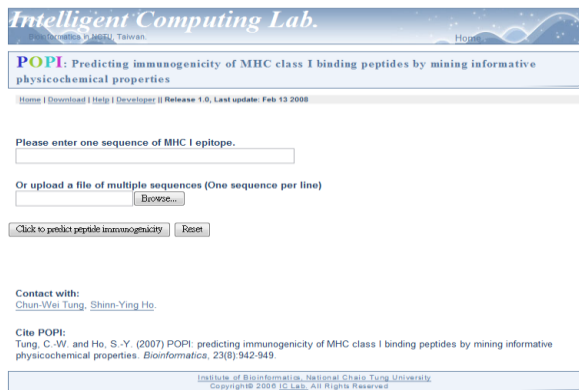 Intelligent Computing Lab.
Bioinformatics in NCTU, Taiwan.
Home
POPI: Predicting immunogenicity of MHC class I binding peptides by mining informative
physicochemical properties
Home | Download | Help | Developer || Release 1.0, Last update: Feb 13 2008
Please enter one sequence of MHC I epitope.
Or upload a file of multiple sequences (One sequence per line)
Browse...
Click to predict peptide immunogenicity Reset
Contact with:
Chun-Wei Tung, Shinn-Ying Ho.
Cite POPI:
Tung, C.-W. and Ho, S.-Y. (2007) POPI: predicting immunogenicity of MHC class I binding peptides by mining informative
physicochemical properties. Bioinformatics, 23(8):942-949.
Institute of Bioinformatics, National Chaio Tung University
Copyright© 2006 IC Lab. All Rights Reserved